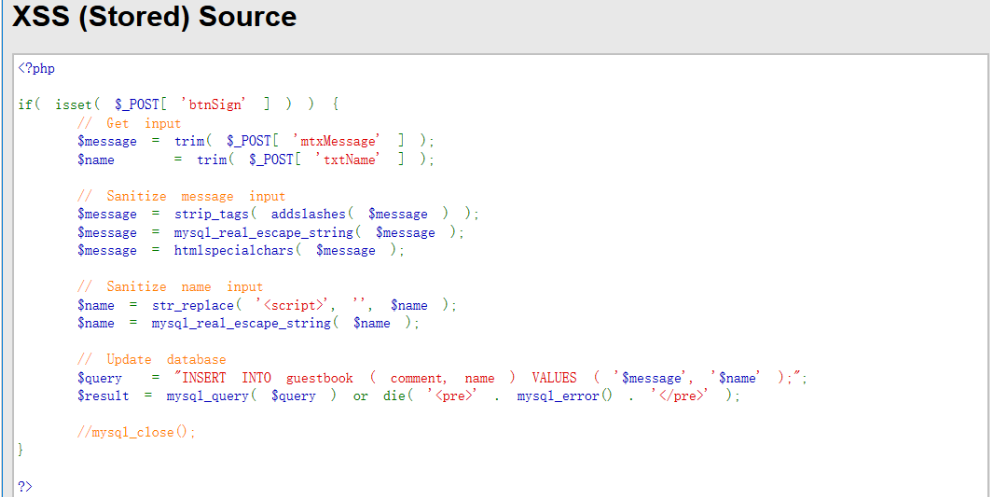 XSS (Stored) Source
<?php
if( isset( $_POST[ 'btnSign' ] ) ) {
// Get input
$message = trim( $_POST[ 'mtxMessage' ] );
$name = trim( $_POST[ 'txtName' ] );
// Sanitize message input
$message = strip_tags( addslashes( $message ) );
$message = mysql_real_escape_string( $message );
$message = htmlspecialchars( $message );
// Sanitize name input
$name = str_replace( '<script>', '', $name );
$name = mysql_real_escape_string( $name );
// Update database
$query = "INSERT INTO guestbook ( comment, name ) VALUES ( '$message', '$name' );";
$result = mysql_query( $query ) or die( '<pre>' . mysql_error() . '</pre>' );
//mysql_close();
}
?>